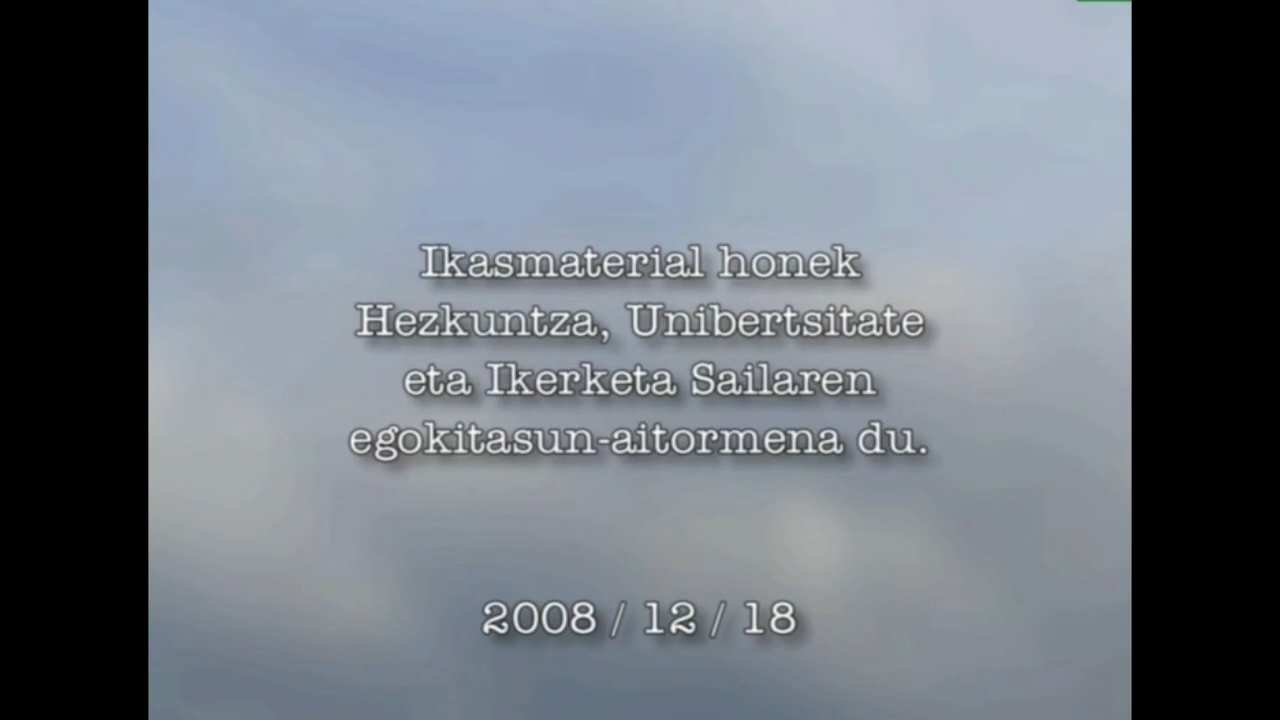 Ikasmaterial honek
Hezkuntza, Unibertsitate
eta Ikerketa Sailaren
egokitasun-aitormena du.
2008 / 12 / 18